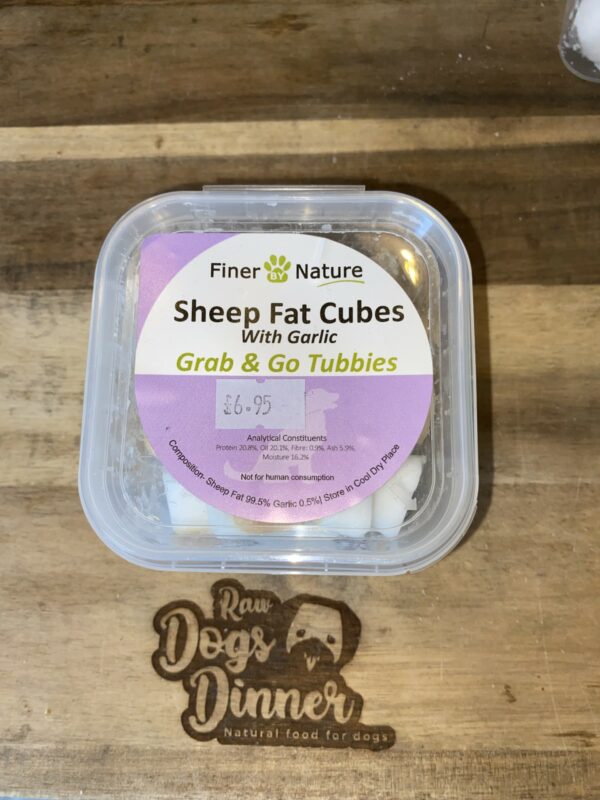 Finer BY Nature
Sheep Fat Cubes
With Garlic
Grab & Go Tubbies
£6.95
Analytical Constituents
Protein 20.8%, Oil 20.1%, Fibre: 0.9%, Ash 5.9%,
Moisture 16.2%
Not for human consumption
Composition: Sheep Fat 99.5% Garlic 0.5%| Store in Cool Dry Place
Raw
Dogs
Dinner
Natural food for dogs